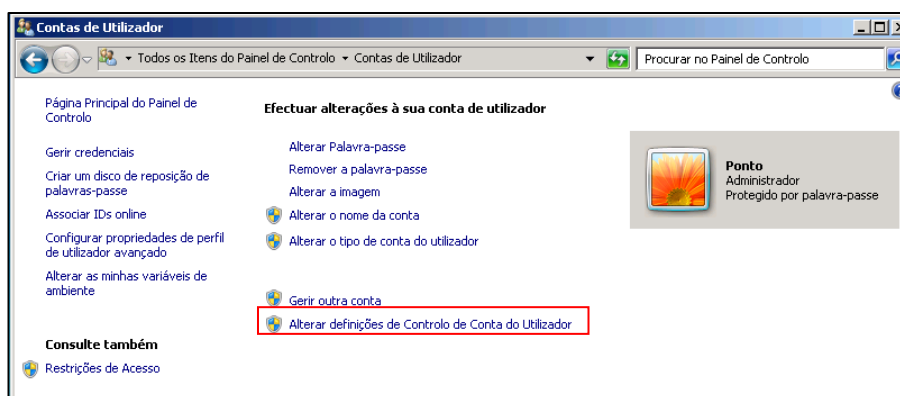 Contas de Utilizador
Todos os Itens do Painel de Controlo
Contas de Utilizador
Procurar no Painel de Controlo
Página Principal do Painel de
Controlo
Gerir credenciais
Criar um disco de reposição de
palavras-passe
Associar IDs online
Configurar propriedades de perfil
de utilizador avançado
Alterar as minhas variáveis de
ambiente
Consulte também
Restrições de Acesso
Efectuar alterações à sua conta de utilizador
Alterar Palavra-passe
Remover a palavra-passe
Alterar a imagem
Alterar o nome da conta
Alterar o tipo de conta do utilizador
Gerir outra conta
Alterar definições de Controlo de Conta do Utilizador
Ponto
Administrador
Protegido por palavra-passe